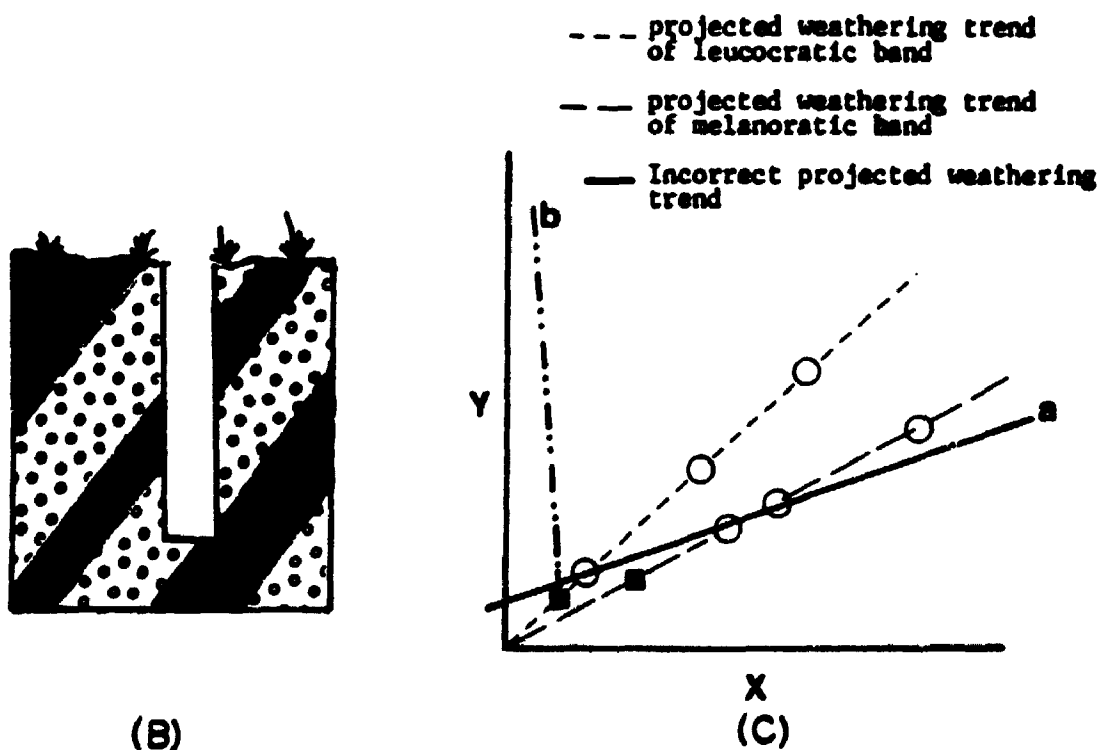 projected weathering trend
of leucocratic band
projected weathering trend
of melanoratic band
Incorrect projected weathering
trend
b
a
Y
X
(B)
(C)